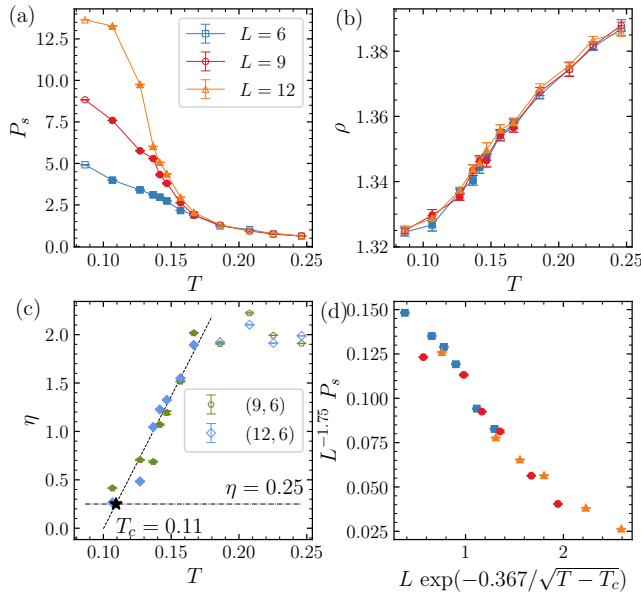 (a)
P_s
12.5
10.0
7.5
5.0
2.5
0.0
L = 6
L = 9
L = 12
0.10 0.15 0.20 0.25
T
(b)
ρ
1.38
1.36
1.34
1.32
0.10 0.15 0.20 0.25
T
(c)
η
2.0
1.5
1.0
0.5
0.0
(9, 6)
(12, 6)
η = 0.25
T_c = 0.11
0.10 0.15 0.20 0.25
T
(d)
L^{-1.75} P_s
0.150
0.125
0.100
0.075
0.050
0.025
1 2
L exp(−0.367/√T − T_c)